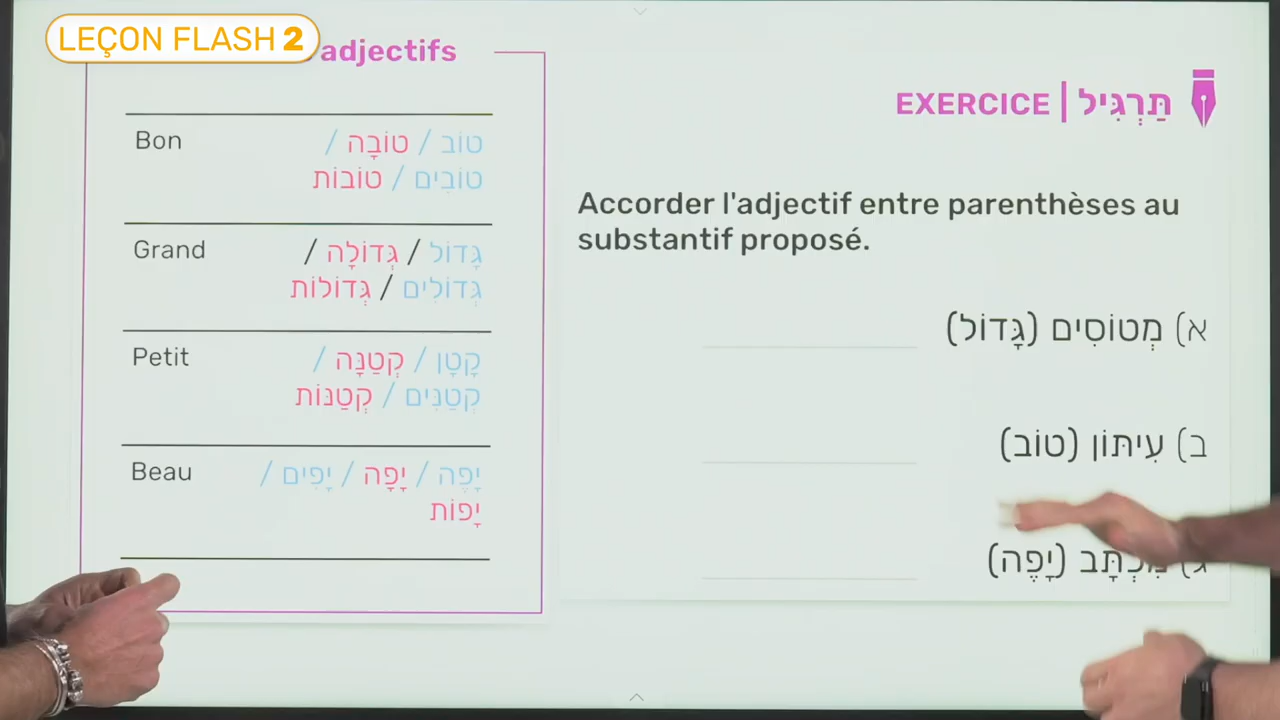 LEÇON FLASH 2
adjectifs
Bon
טוֹב / טוֹבָה /
טוֹבִים / טוֹבוֹת
Grand
גָּדוֹל / גְּדוֹלָה /
גְּדוֹלִים / גְּדוֹלוֹת
Petit
קָטָן / קְטַנָּה /
קְטַנִּים / קְטַנּוֹת
Beau
יָפֶה / יָפָה / יָפִים /
יָפוֹת
EXERCICE | תַּרְגִּיל
Accorder l'adjectif entre parenthèses au
substantif proposé.
א) מְטוֹסִים (גָּדוֹל)
ב) עִיתּוֹן (טוֹב)
ג) מִכְתָּב (יָפֶה)